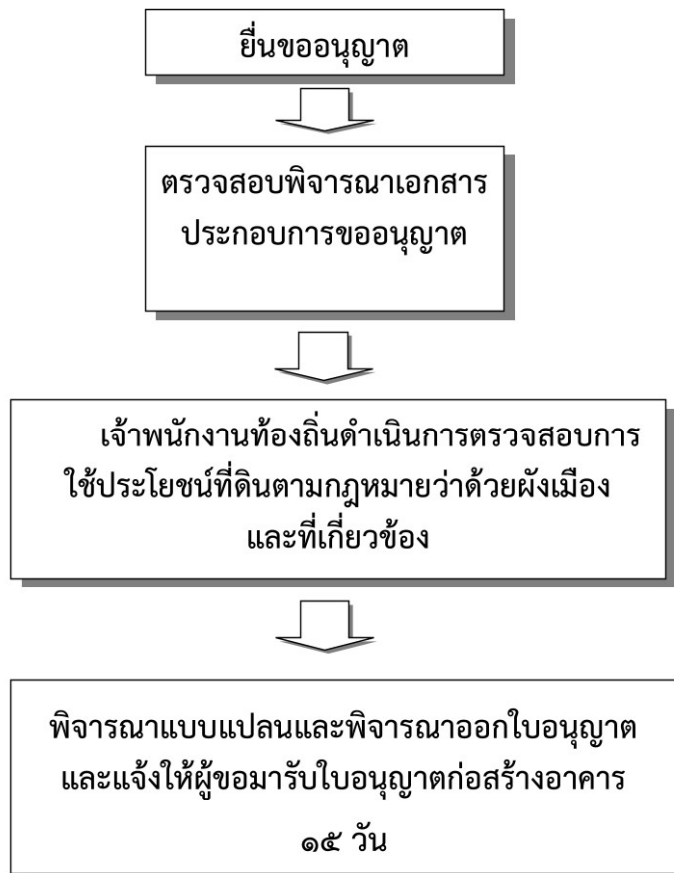 ยื่นขออนุญาต
ตรวจสอบพิจารณาเอกสาร
ประกอบการขออนุญาต
เจ้าพนักงานท้องถิ่นดำเนินการตรวจสอบการ
ใช้ประโยชน์ที่ดินตามกฎหมายว่าด้วยผังเมือง
และที่เกี่ยวข้อง
พิจารณาแบบแปลนและพิจารณาออกใบอนุญาต
และแจ้งให้ผู้ขอมารับใบอนุญาตก่อสร้างอาคาร
๑๕ วัน